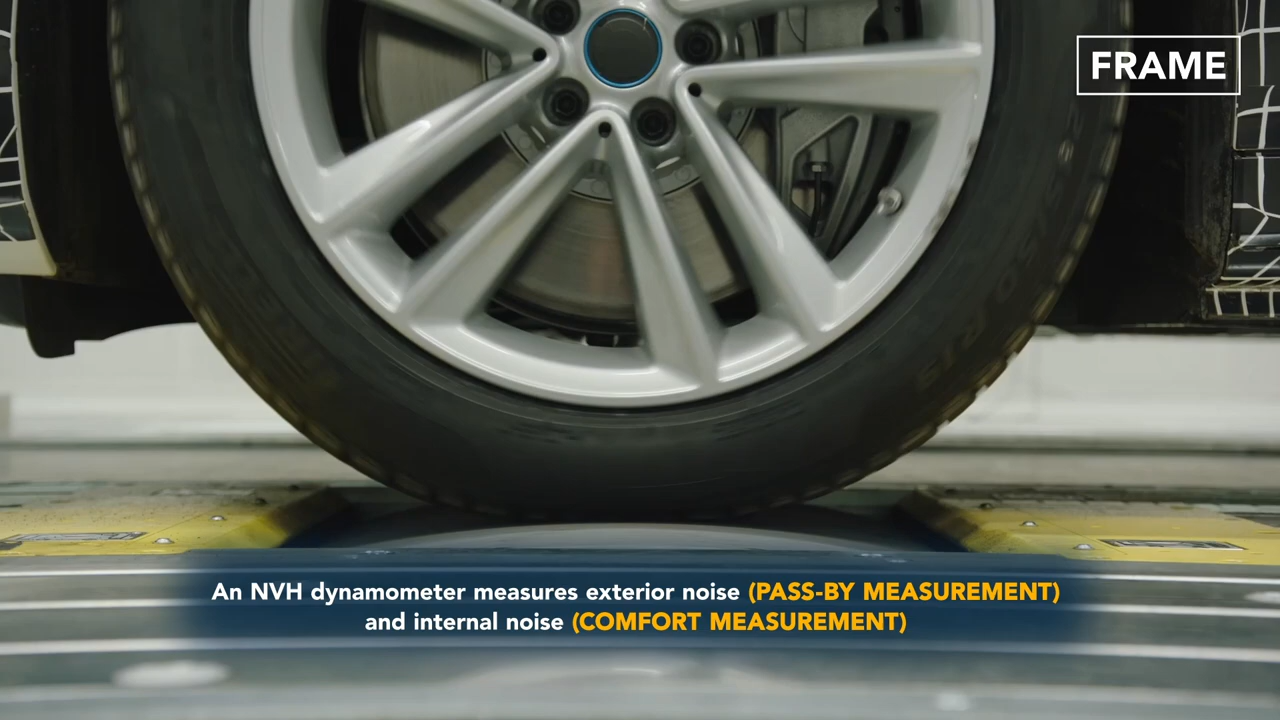 FRAME
An NVH dynamometer measures exterior noise (PASS-BY MEASUREMENT)
and internal noise (COMFORT MEASUREMENT)